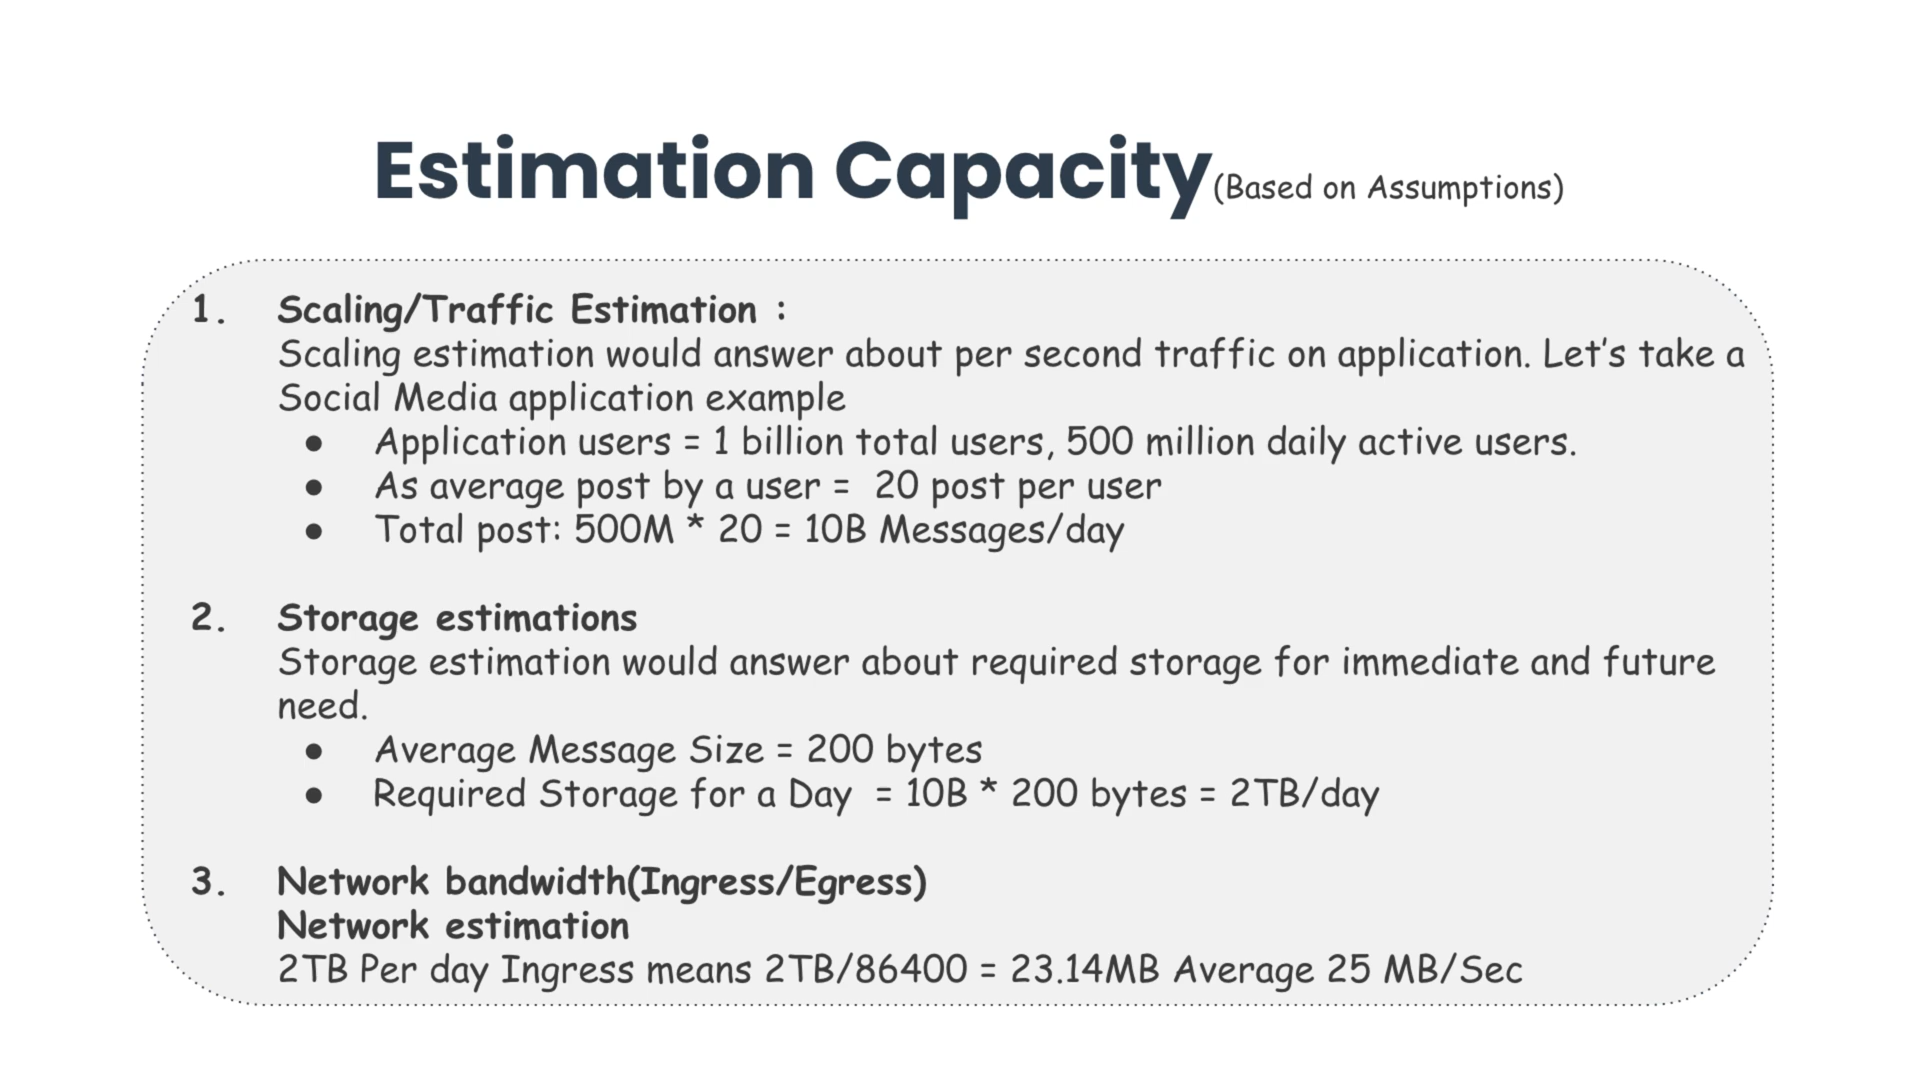 Estimation Capacity(Based on Assumptions)
1. Scaling/Traffic Estimation :
Scaling estimation would answer about per second traffic on application. Let's take a
Social Media application example
● Application users = 1 billion total users, 500 million daily active users.
● As average post by a user = 20 post per user
● Total post: 500M * 20 = 10B Messages/day
2. Storage estimations
Storage estimation would answer about required storage for immediate and future
need.
● Average Message Size = 200 bytes
● Required Storage for a Day = 10B * 200 bytes = 2TB/day
3. Network bandwidth(Ingress/Egress)
Network estimation
2TB Per day Ingress means 2TB/86400 = 23.14MB Average 25 MB/Sec